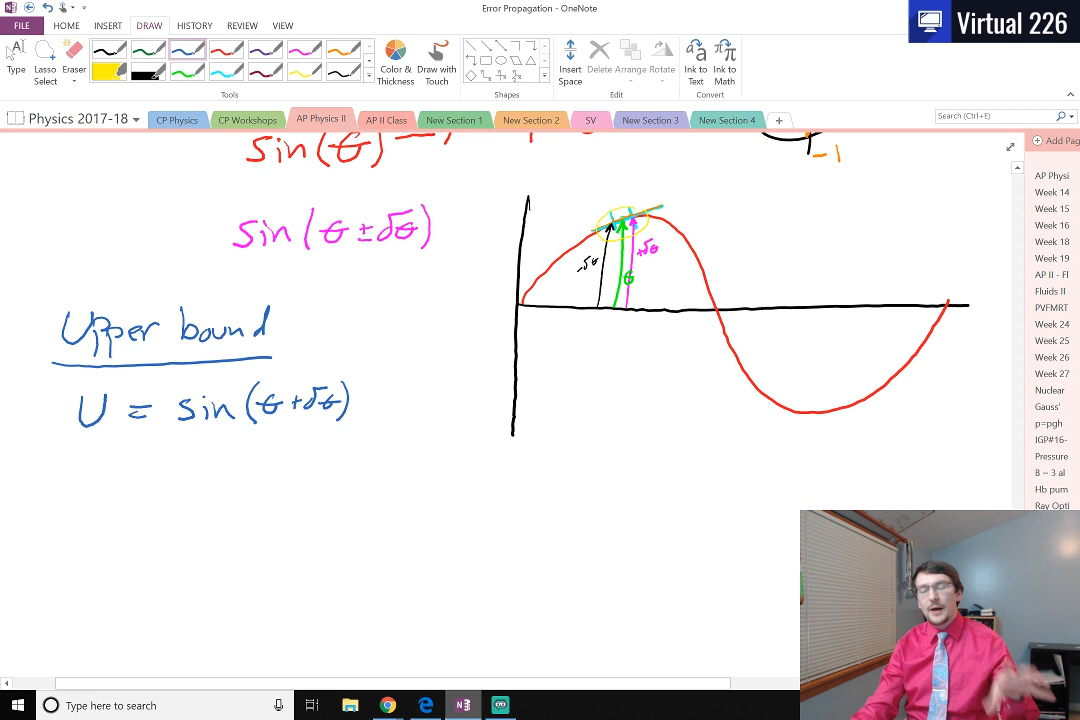 Error Propagation - OneNote
Virtual 226
FILE HOME INSERT DRAW HISTORY REVIEW VIEW
Type
Lasso Select
Eraser
Color & Thickness
Draw with Touch
Insert Space
Delete
Arrange
Rotate
Ink to Text
Ink to Math
Tools
Shapes
Edit
Convert
Physics 2017-18
CP Physics
CP Workshops
AP Physics II
AP II Class
New Section 1
New Section 2
SV
New Section 3
New Section 4
Search (Ctrl+E)
Add Pag
AP Physi
Week 14
Week 15
Week 16
Week 18
Week 19
AP II - Fl
Fluids II
PVFMRT
Week 24
Week 25
Week 26
Week 27
Nuclear
Gauss'
p=pgh
IGP#16-
Pressure
B ~ 3 al
Hb pum
Ray Opti
sin(θ)
-1
sin(θ ± δθ)
-δθ
θ
+δθ
Upper bound
U = sin(θ+δθ)
Type here to search